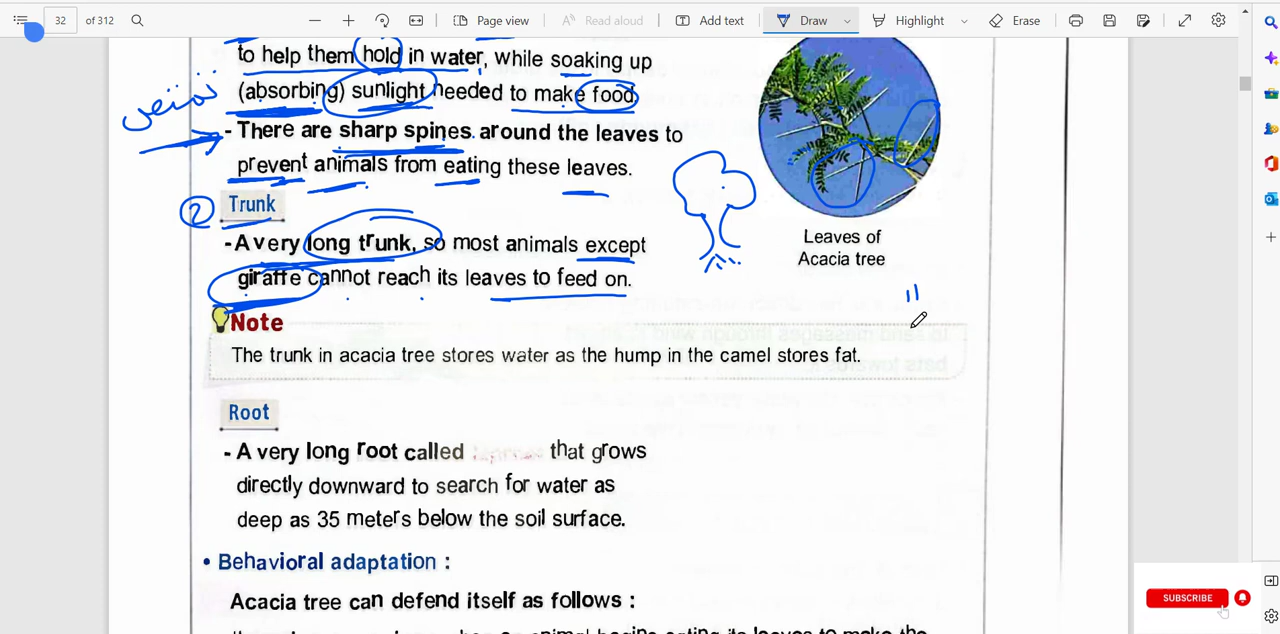 32 of 312 Page view Read aloud Add text Draw Highlight Erase
to help them hold in water, while soaking up
(absorbing) sunlight needed to make food
- There are sharp spines around the leaves to
prevent animals from eating these leaves.
② Trunk
- A very long trunk, so most animals except
giraffe cannot reach its leaves to feed on.
Leaves of
Acacia tree
Note
The trunk in acacia tree stores water as the hump in the camel stores fat.
Root
- A very long root called taproot that grows
directly downward to search for water as
deep as 35 meters below the soil surface.
• Behavioral adaptation :
Acacia tree can defend itself as follows :
SUBSCRIBE